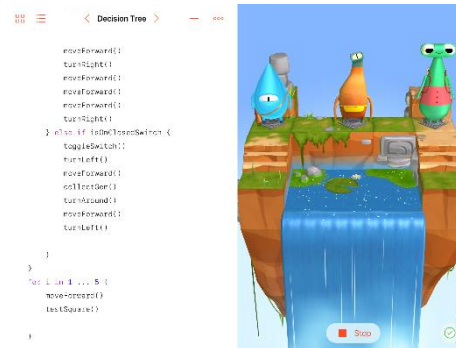 Decision Tree
moveForward()
turnRight()
moveForward()
moveForward()
moveForward()
turnRight()
} else if isOnClosedSwitch {
toggleSwitch()
turnLeft()
moveForward()
collectGem()
turnAround()
moveForward()
turnLeft()
}
}
for i in 1 ... 5 {
moveForward()
testSquare()
}
Stop